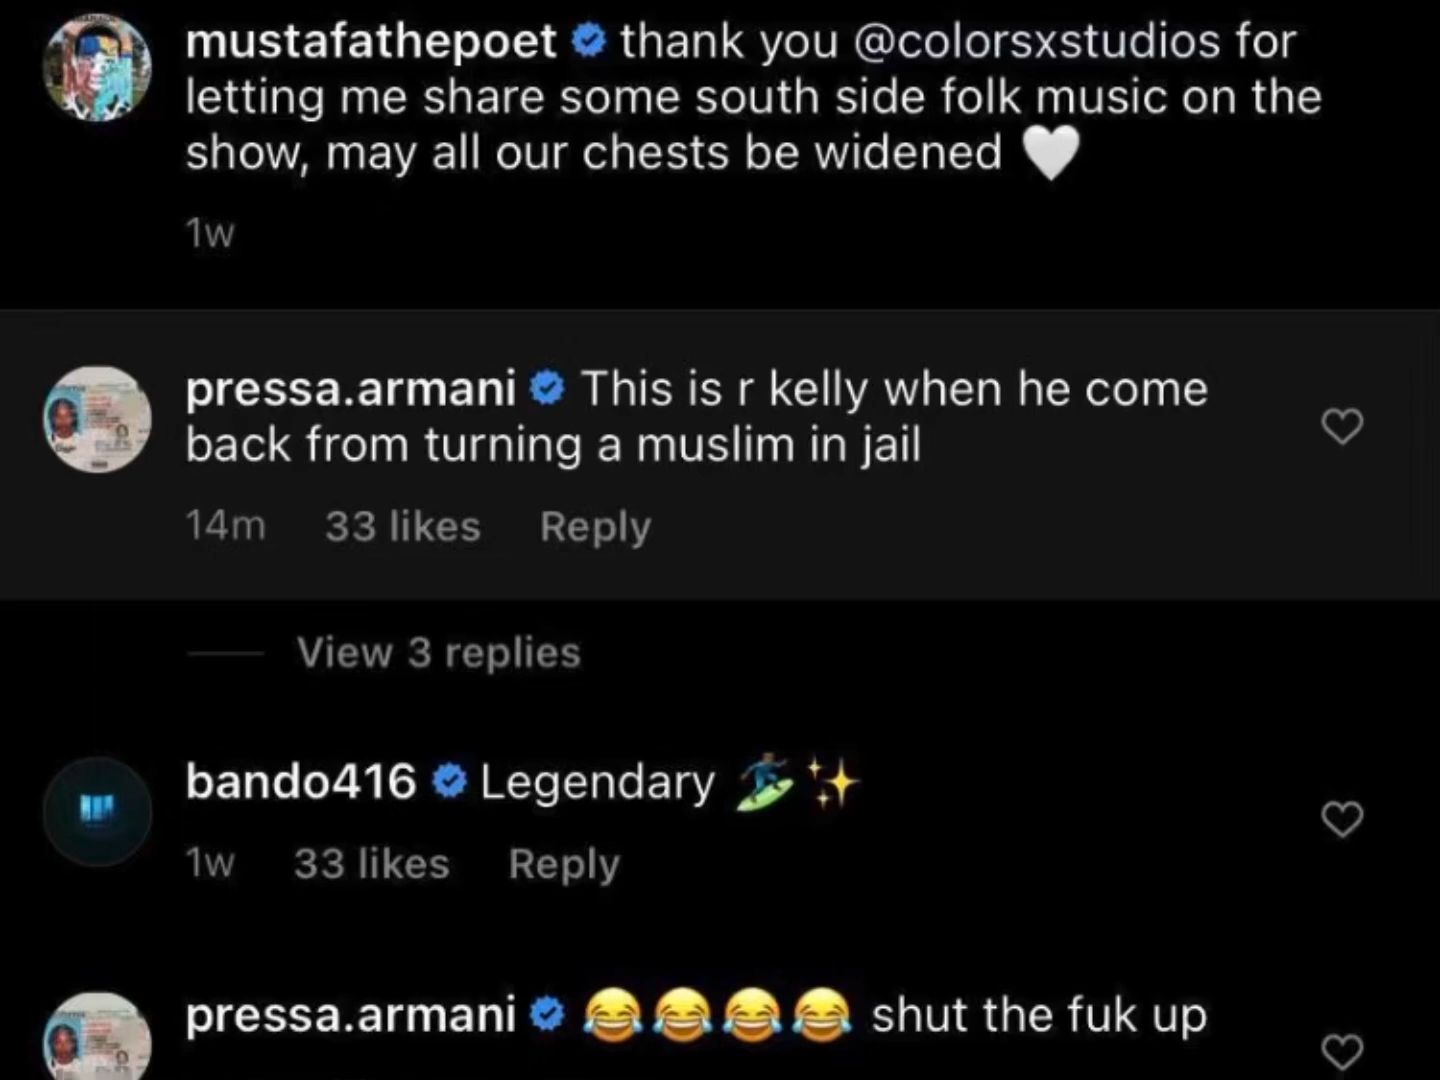 mustafathepoet thank you @colorsxstudios for
letting me share some south side folk music on the
show, may all our chests be widened 🤍
1w
pressa.armani This is r kelly when he come
back from turning a muslim in jail
14m 33 likes Reply
View 3 replies
bando416 Legendary 🏄🏾‍♂️✨
1w 33 likes Reply
pressa.armani 😂😂😂😂 shut the fuk up